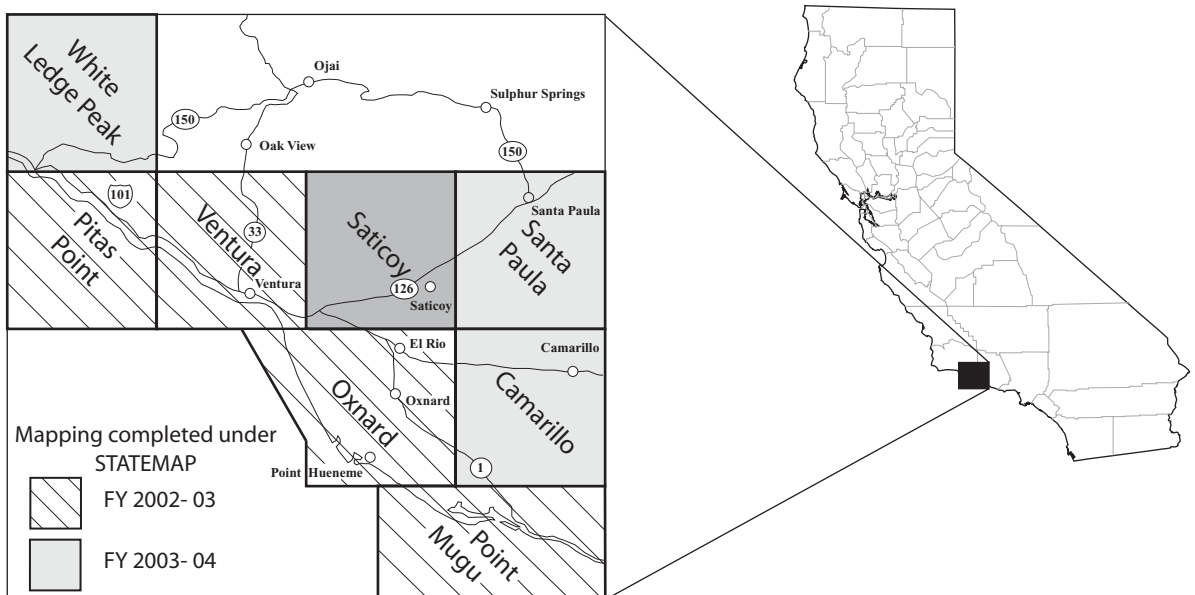 White
Ledge Peak
Ojai
Sulphur Springs
150
Oak View
150
101
Pitas
Point
Ventura
33
Ventura
Saticoy
126
Saticoy
Santa Paula
Santa
Paula
El Rio
Camarillo
Oxnard
Oxnard
Camarillo
Mapping completed under
STATEMAP
Point Hueneme
1
FY 2002- 03
Point
Mugu
FY 2003- 04